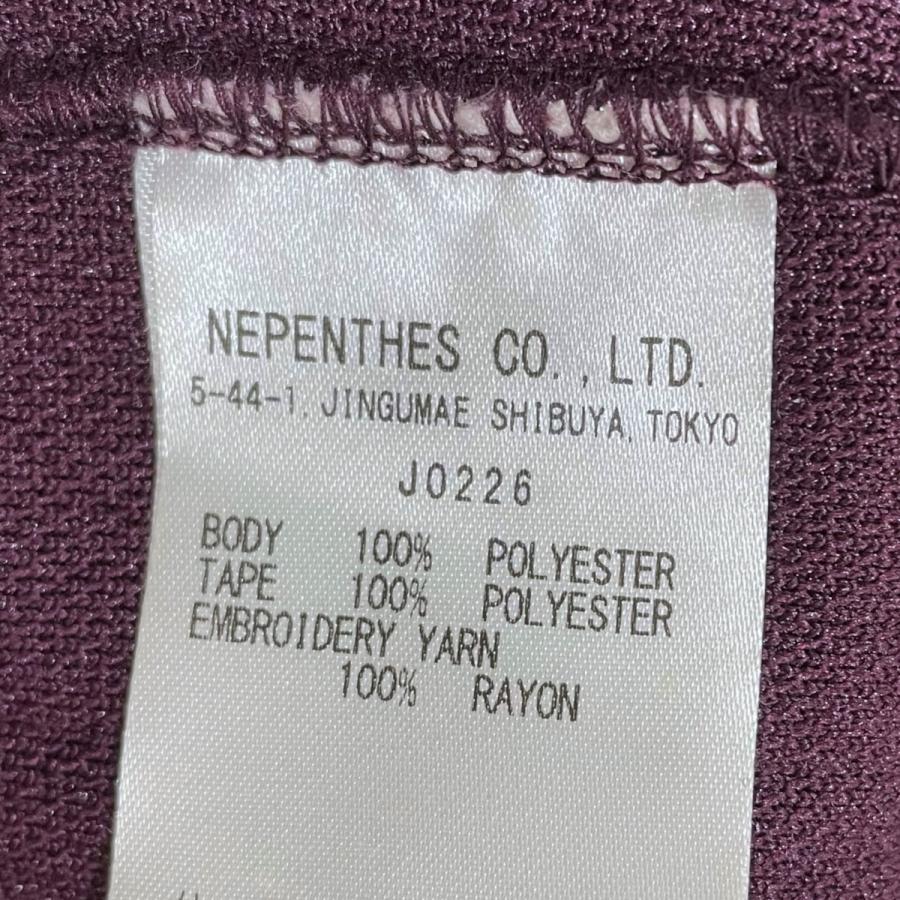 NEPENTHES CO.,LTD.
5-44-1, JINGUMAE SHIBUYA, TOKYO
J0226
BODY 100% POLYESTER
TAPE 100% POLYESTER
EMBROIDERY YARN
100% RAYON